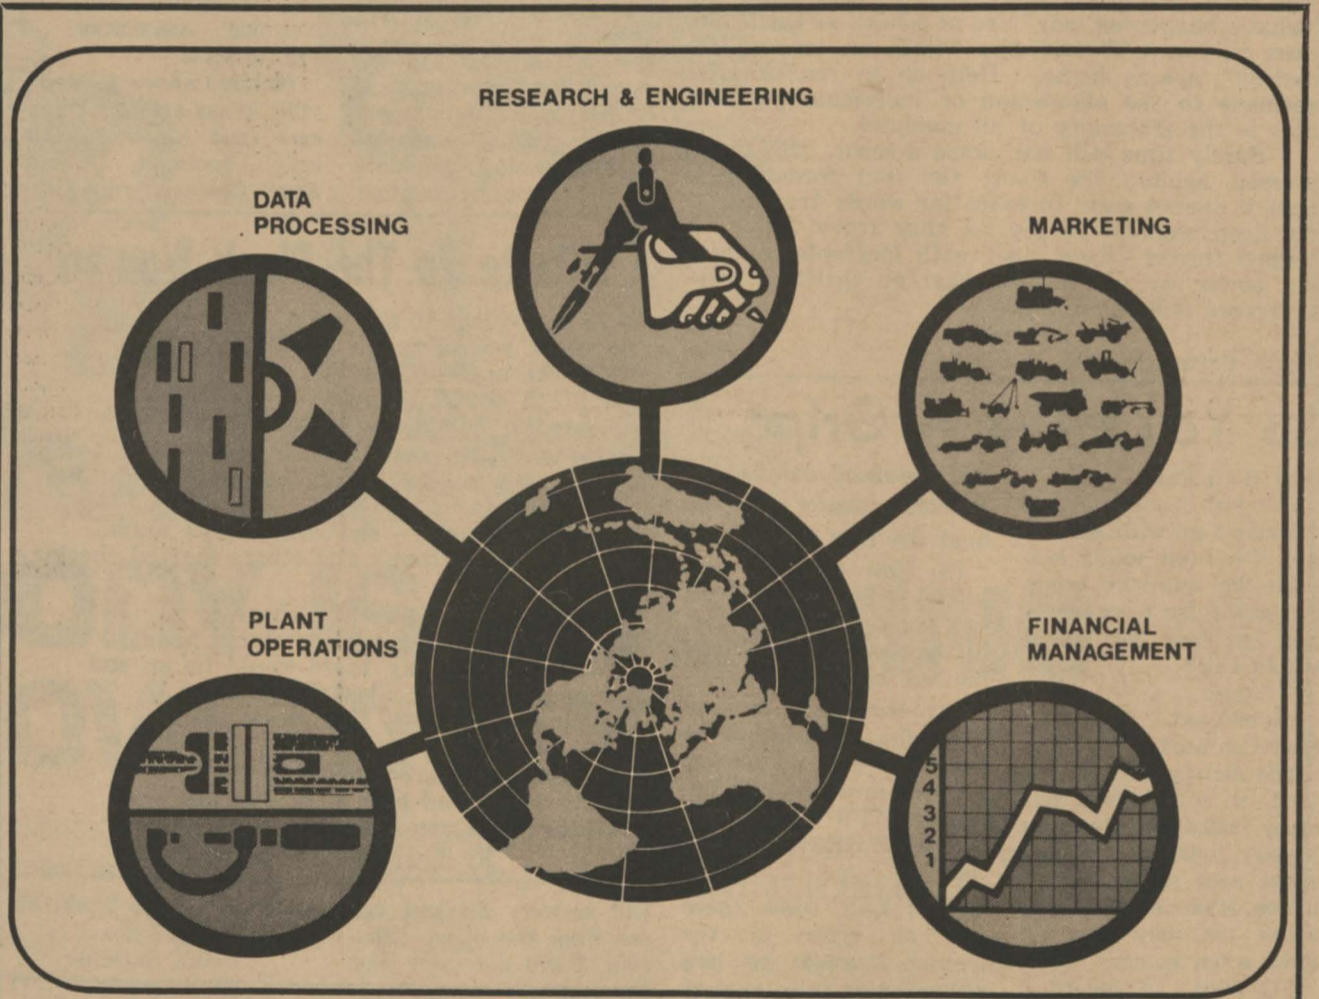 RESEARCH & ENGINEERING
DATA
PROCESSING
MARKETING
PLANT
OPERATIONS
FINANCIAL
MANAGEMENT
5
4
3
2
1